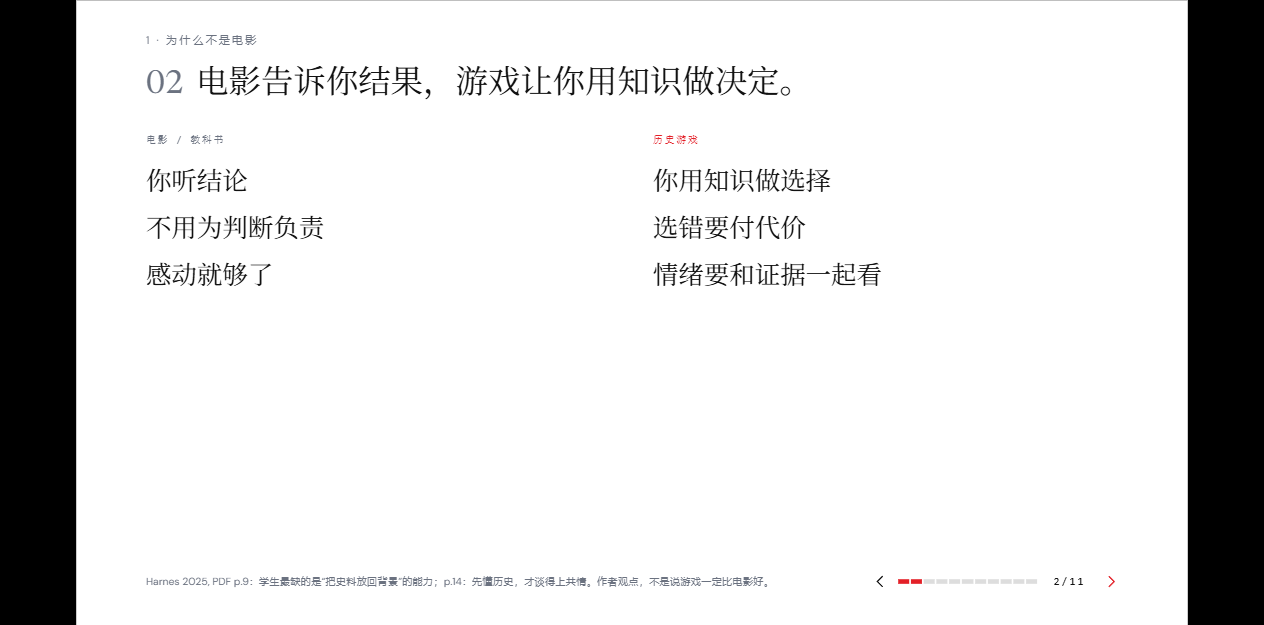 1 · 为什么不是电影
02 电影告诉你结果，游戏让你用知识做决定。
电影 / 教科书
你听结论
不用为判断负责
感动就够了
历史游戏
你用知识做选择
选错要付代价
情绪要和证据一起看
Harnes 2025, PDF p.9：学生最缺的是“把史料放回背景”的能力；p.14：先懂历史，才谈得上共情。作者观点，不是说游戏一定比电影好。
2/11